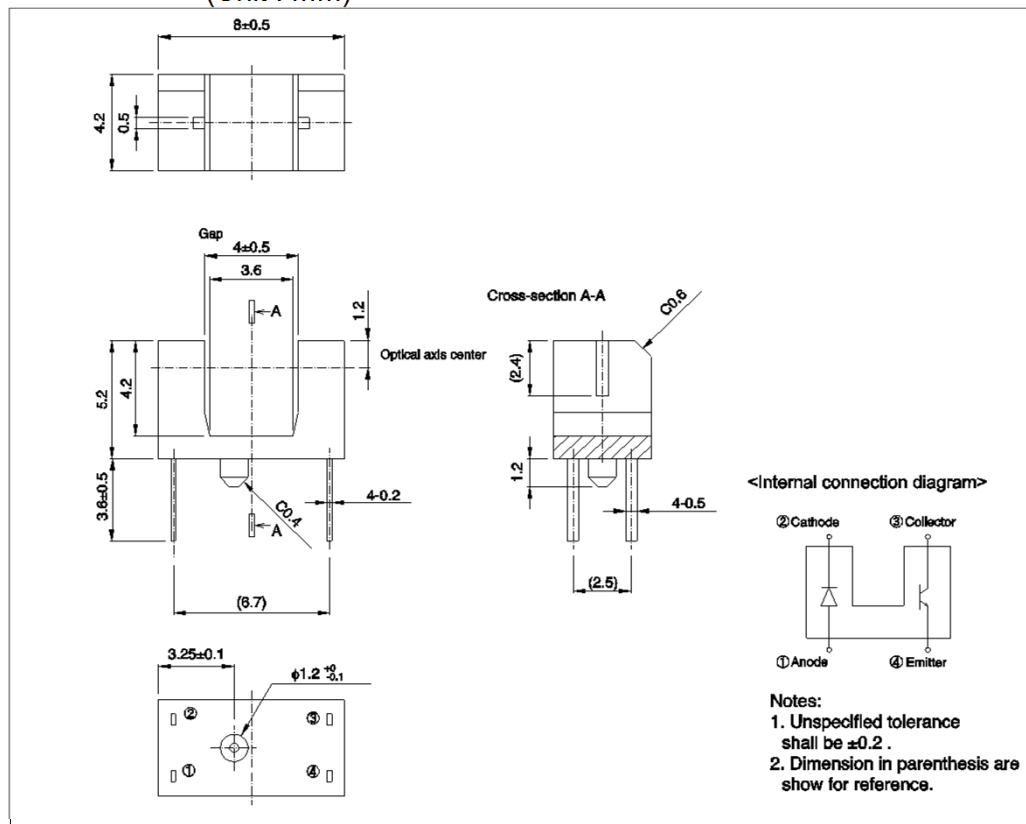 8±0.5
4.2
0.5
Gap
4±0.5
3.6
A
1.2
Optical axis center
5.2
4.2
3.6±0.5
C0.4
A
4-0.2
(6.7)
Cross-section A-A
C0.6
(2.4)
1.2
4-0.5
(2.5)
<Internal connection diagram>
②Cathode ③Collector
①Anode ④Emitter
3.25±0.1
φ1.2 +0 -0.1
② ③
① ④
Notes:
1. Unspecified tolerance
shall be ±0.2 .
2. Dimension in parenthesis are
show for reference.